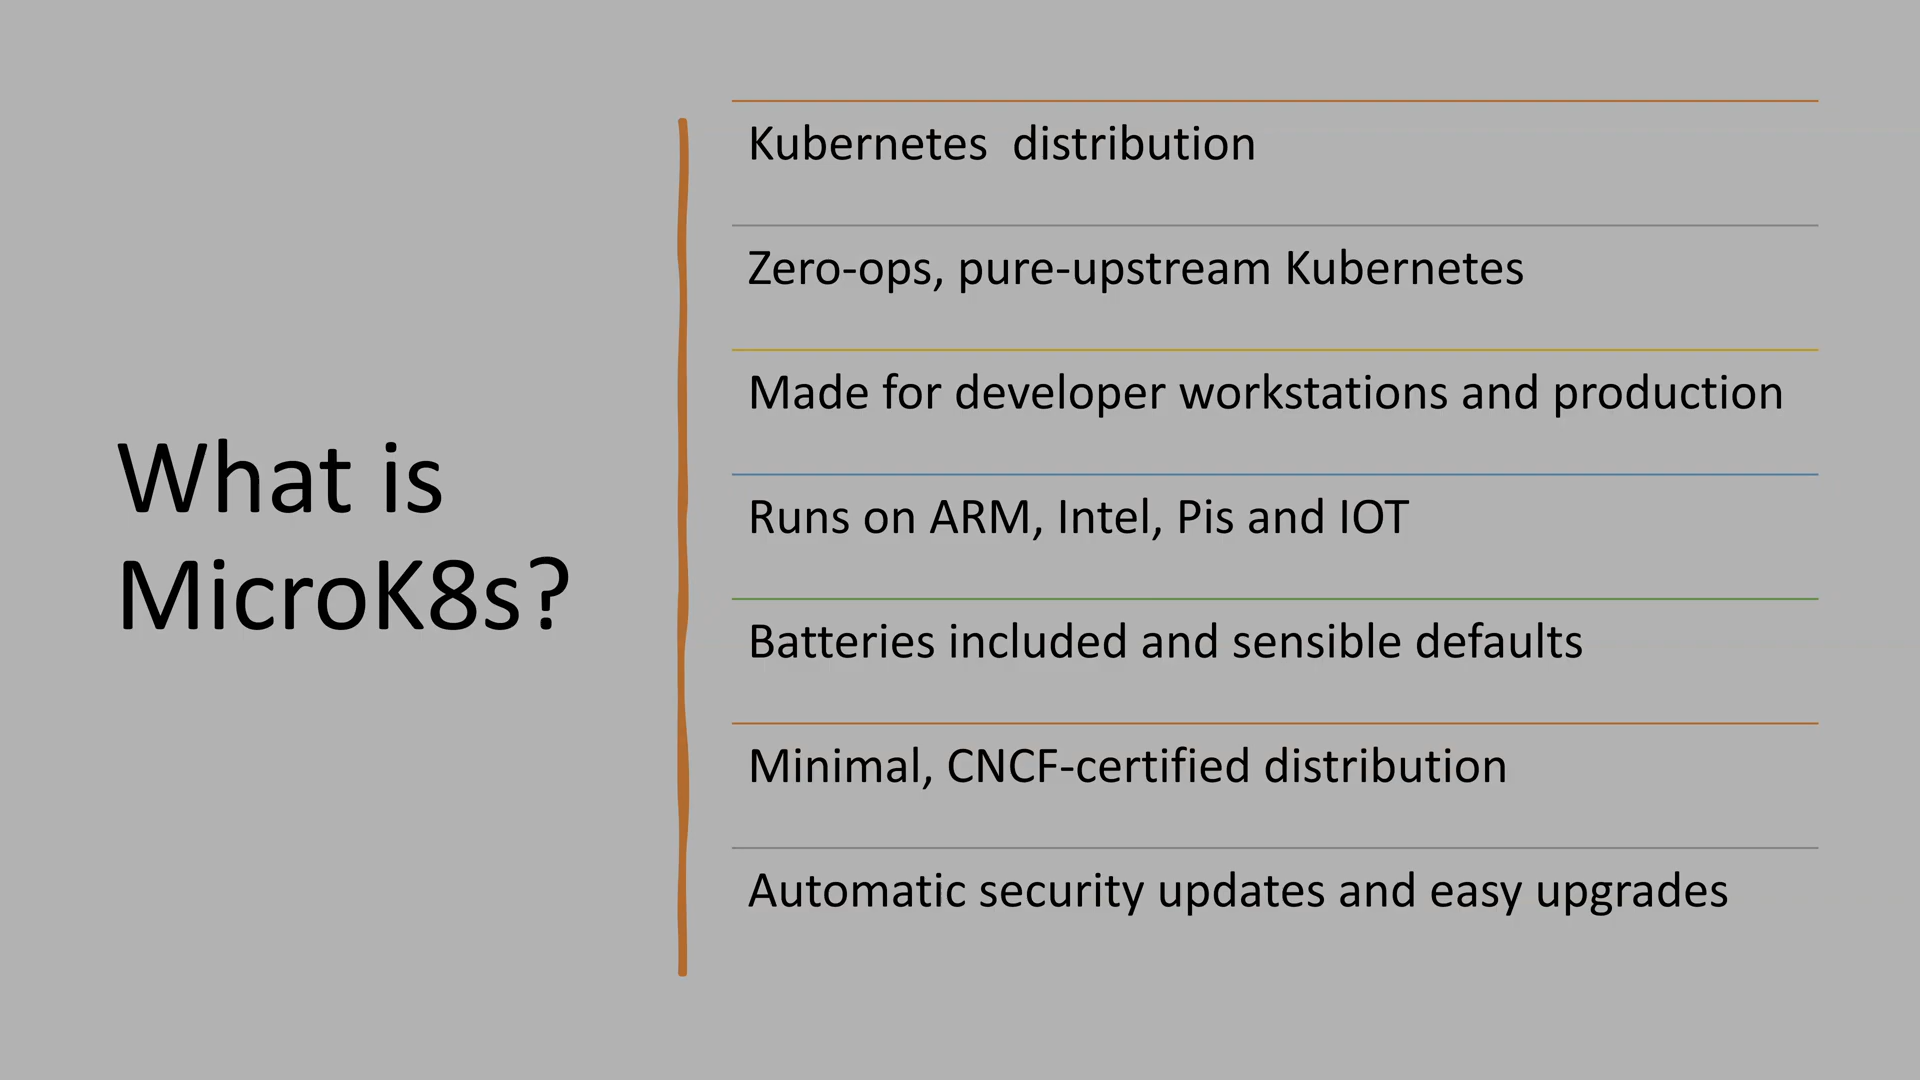 What is
MicroK8s?
Kubernetes  distribution
Zero-ops, pure-upstream Kubernetes
Made for developer workstations and production
Runs on ARM, Intel, Pis and IOT
Batteries included and sensible defaults
Minimal, CNCF-certified distribution
Automatic security updates and easy upgrades